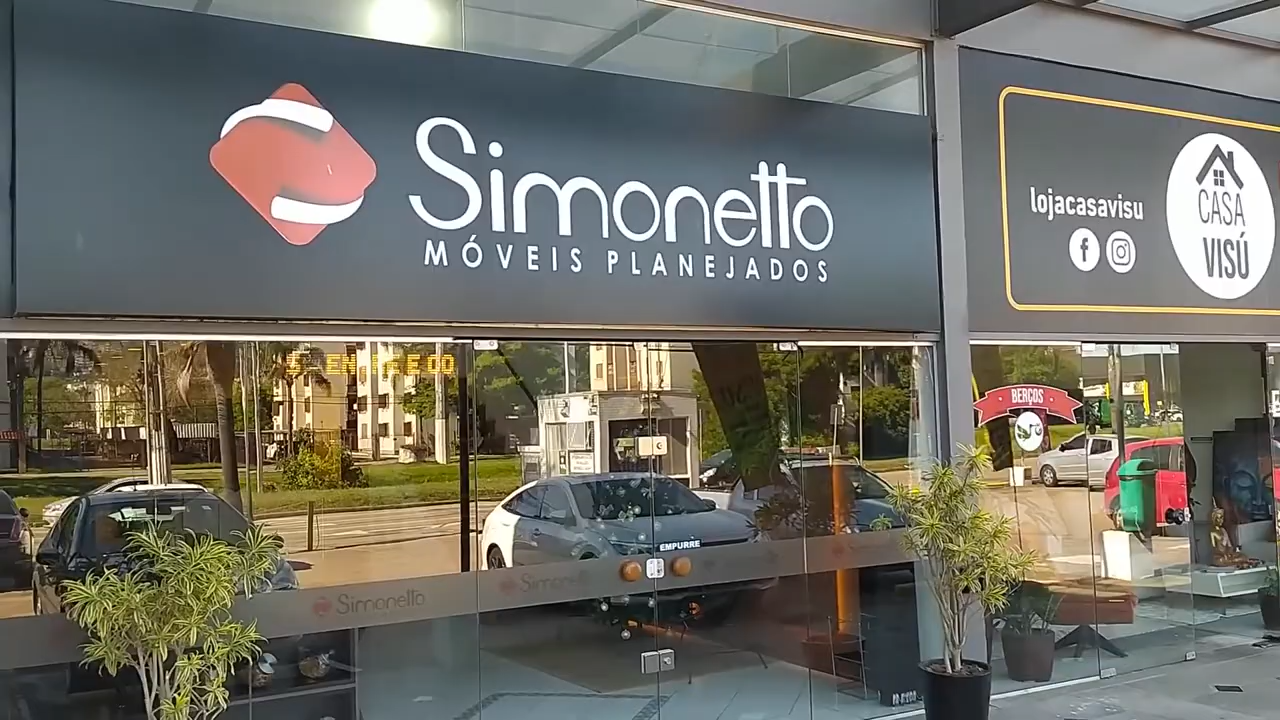 Simonetto
MÓVEIS PLANEJADOS
lojacasavisu
CASA
VISÚ
BERÇOS
EMPURRE
Simonetto
Simonetto